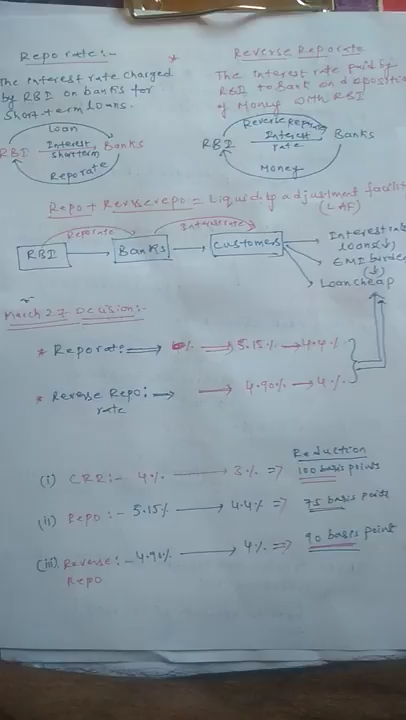 Repo rate:-
The interest rate charged
by RBI on banks for
Short term loans.
Loan
RBI Interest Banks
Short term
Repo rate
Reverse Repo rate
The interest rate paid by
RBI to Bank on deposition
of Money with RBI
Reverse Repo rate
RBI Interest Banks
rate
Money
Repo + Reverse repo = Liquidity adjustment facility
(LAF)
Repo rate Interest rate
RBI Banks Customers
Interest rate
loans (↓)
EMI burden
(↓)
Loan cheap
March 27 Decision:-
* Repo rate: → % → 5.15% → 4.4%
* Reverse Repo: → → 4.90% → 4%
rate
Reduction
(i) CRR:- 4% → 3% => 100 basis points
(ii) Repo:- 5.15% → 4.4% => 75 basis point
(iii) Reverse:- 4.90% → 4% => 90 basis point
Repo